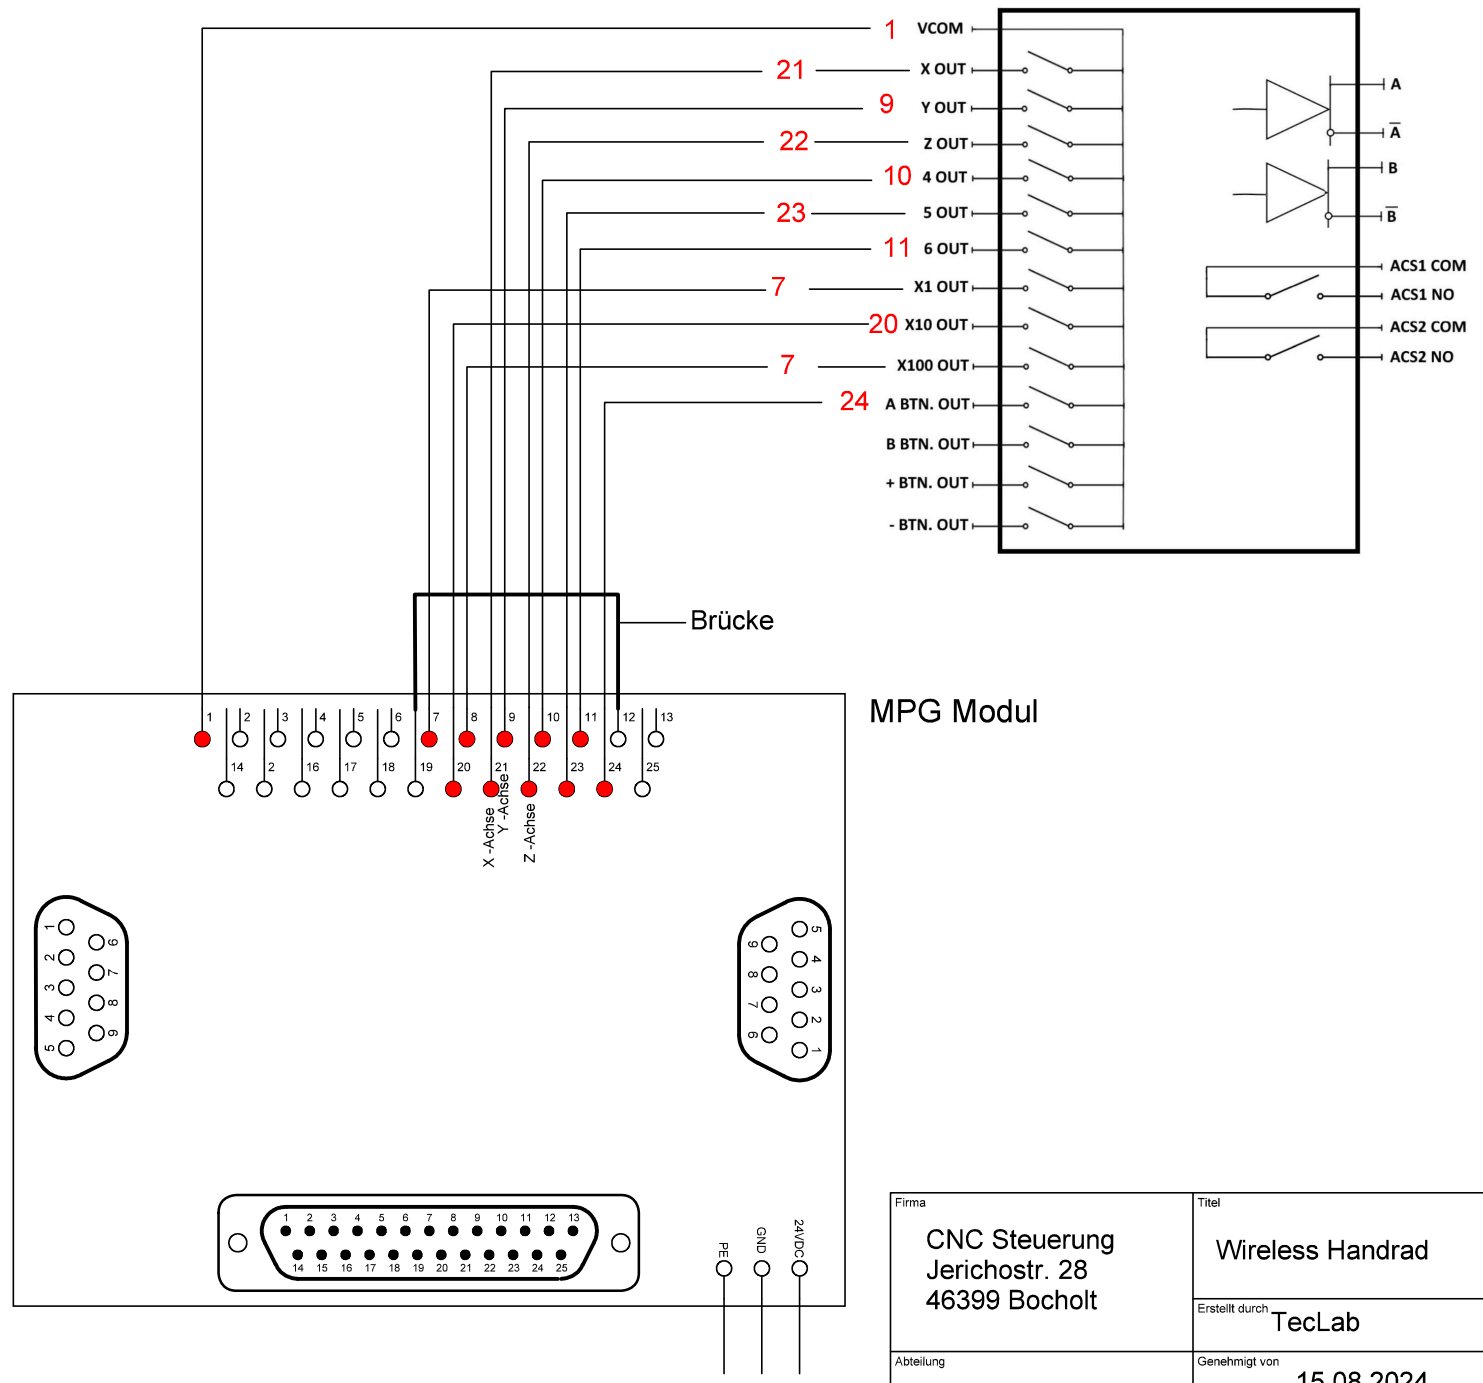 1 VCOM
21 X OUT
9 Y OUT
22 Z OUT
10 4 OUT
23 5 OUT
11 6 OUT
7 X1 OUT
20 X10 OUT
7 X100 OUT
24 A BTN. OUT
B BTN. OUT
+ BTN. OUT
- BTN. OUT
A
A̅
B
B̅
ACS1 COM
ACS1 NO
ACS2 COM
ACS2 NO
Brücke
MPG Modul
1 2 3 4 5 6 7 8 9 10 11 12 13
14 2 16 17 18 19 20 21 22 23 24 25
X -Achse
Y -Achse
Z -Achse
1 2 3 4 5
6 7 8 9
9 8 7 6
5 4 3 2 1
1 2 3 4 5 6 7 8 9 10 11 12 13
14 15 16 17 18 19 20 21 22 23 24 25
PE
GND
24VDC
Firma
CNC Steuerung
Jerichostr. 28
46399 Bocholt
Titel
Wireless Handrad
Erstellt durch
TecLab
Abteilung
Genehmigt von
15.08.2024